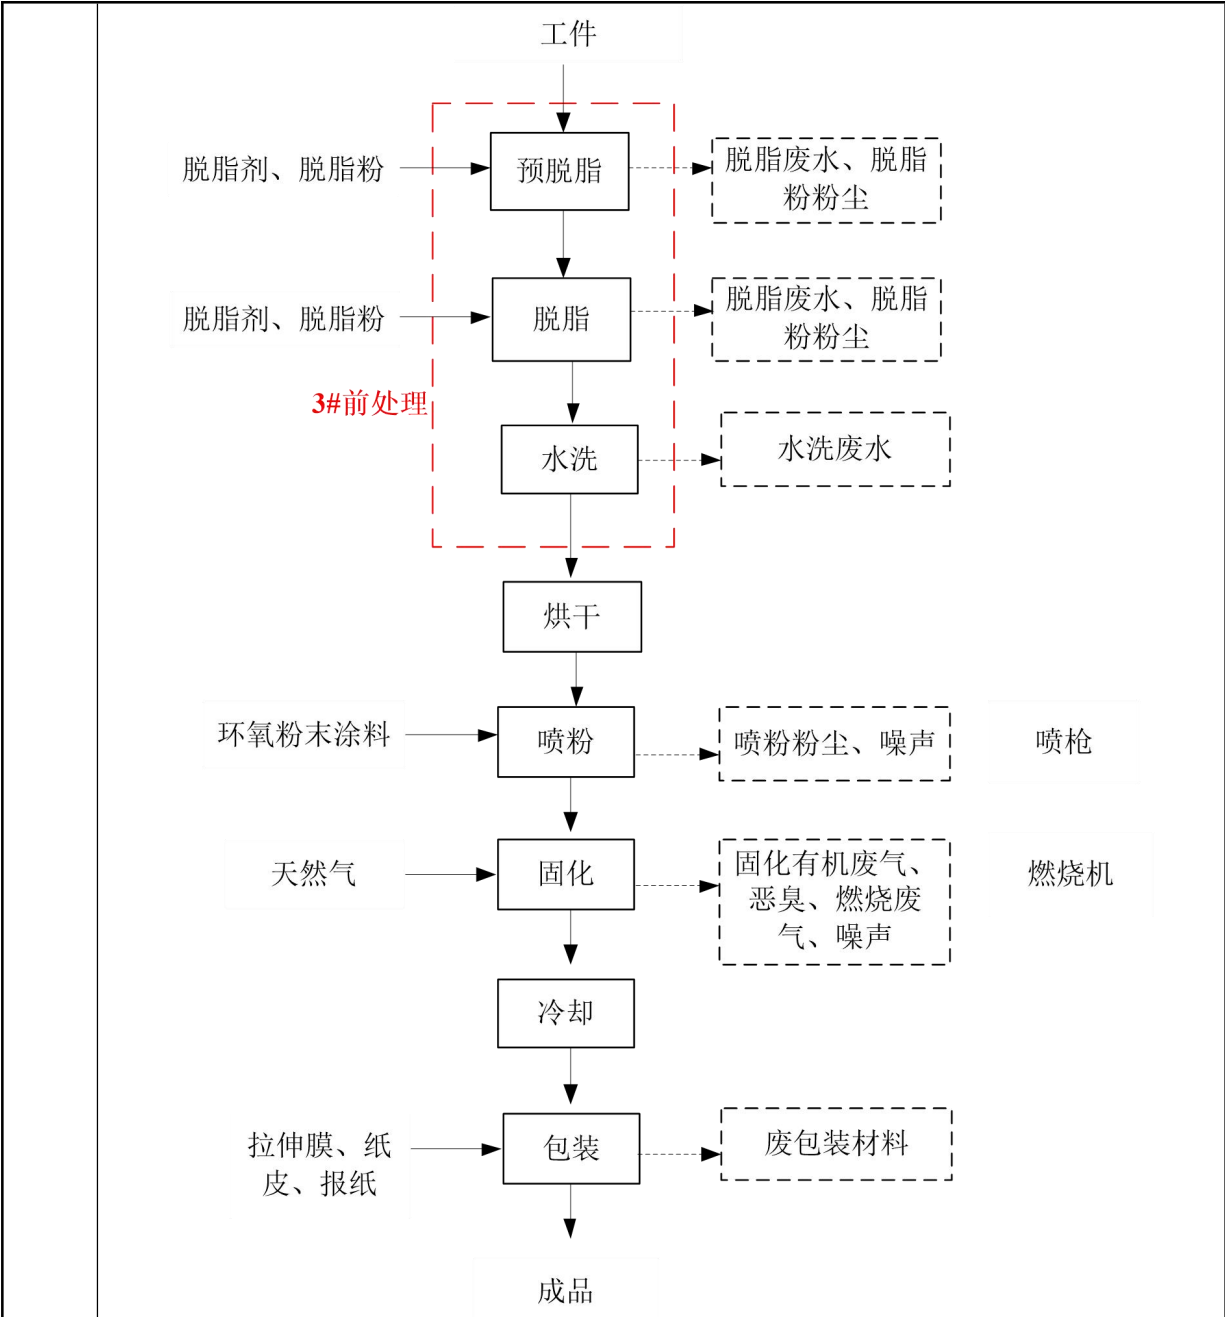 工件
脱脂剂、脱脂粉
预脱脂
脱脂废水、脱脂
粉粉尘
脱脂剂、脱脂粉
脱脂
脱脂废水、脱脂
粉粉尘
3#前处理
水洗
水洗废水
烘干
环氧粉末涂料
喷粉
喷粉粉尘、噪声
喷枪
天然气
固化
固化有机废气、
恶臭、燃烧废
气、噪声
燃烧机
冷却
拉伸膜、纸
皮、报纸
包装
废包装材料
成品